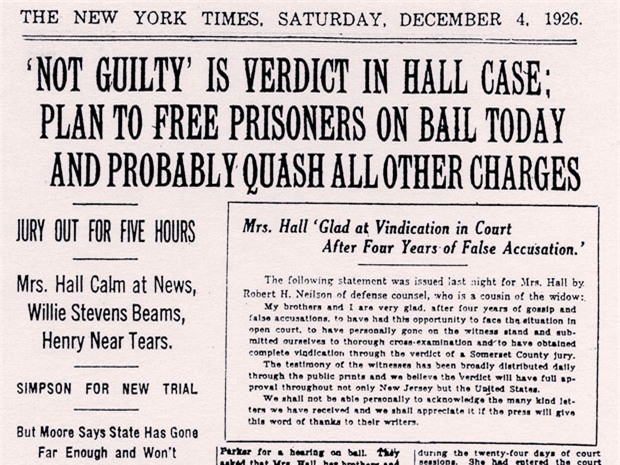 THE NEW YORK TIMES, SATURDAY, DECEMBER 4, 1926.
'NOT GUILTY' IS VERDICT IN HALL CASE;
PLAN TO FREE PRISONERS ON BAIL TODAY
AND PROBABLY QUASH ALL OTHER CHARGES
JURY OUT FOR FIVE HOURS
Mrs. Hall Calm at News,
Willie Stevens Beams,
Henry Near Tears.
SIMPSON FOR NEW TRIAL
But Moore Says State Has Gone
Far Enough and Won't
Mrs. Hall 'Glad at Vindication in Court
After Four Years of False Accusation.'
The following statement was issued last night for Mrs. Hall by
Robert H. Neilson of defense counsel, who is a cousin of the widow:
My brothers and I are very glad, after four years of gossip and
false accusations, to have had this opportunity to face the situation in
open court, to have personally gone on the witness stand and sub-
mitted ourselves to thorough cross-examination and to have obtained
complete vindication through the verdict of a Somerset County jury.
The testimony of the witnesses has been broadly distributed daily
through the public prints and we believe the verdict will have full ap-
proval throughout not only New Jersey but the United States.
We shall not be able personally to acknowledge the many kind let-
ters we have received and we shall appreciate it if the press will give
this word of thanks to their writers.
Parker for a hearing on bail. They
asked that Mrs. Hall, her brothers and
during the twenty-four days of court
sessions. She had entered the court